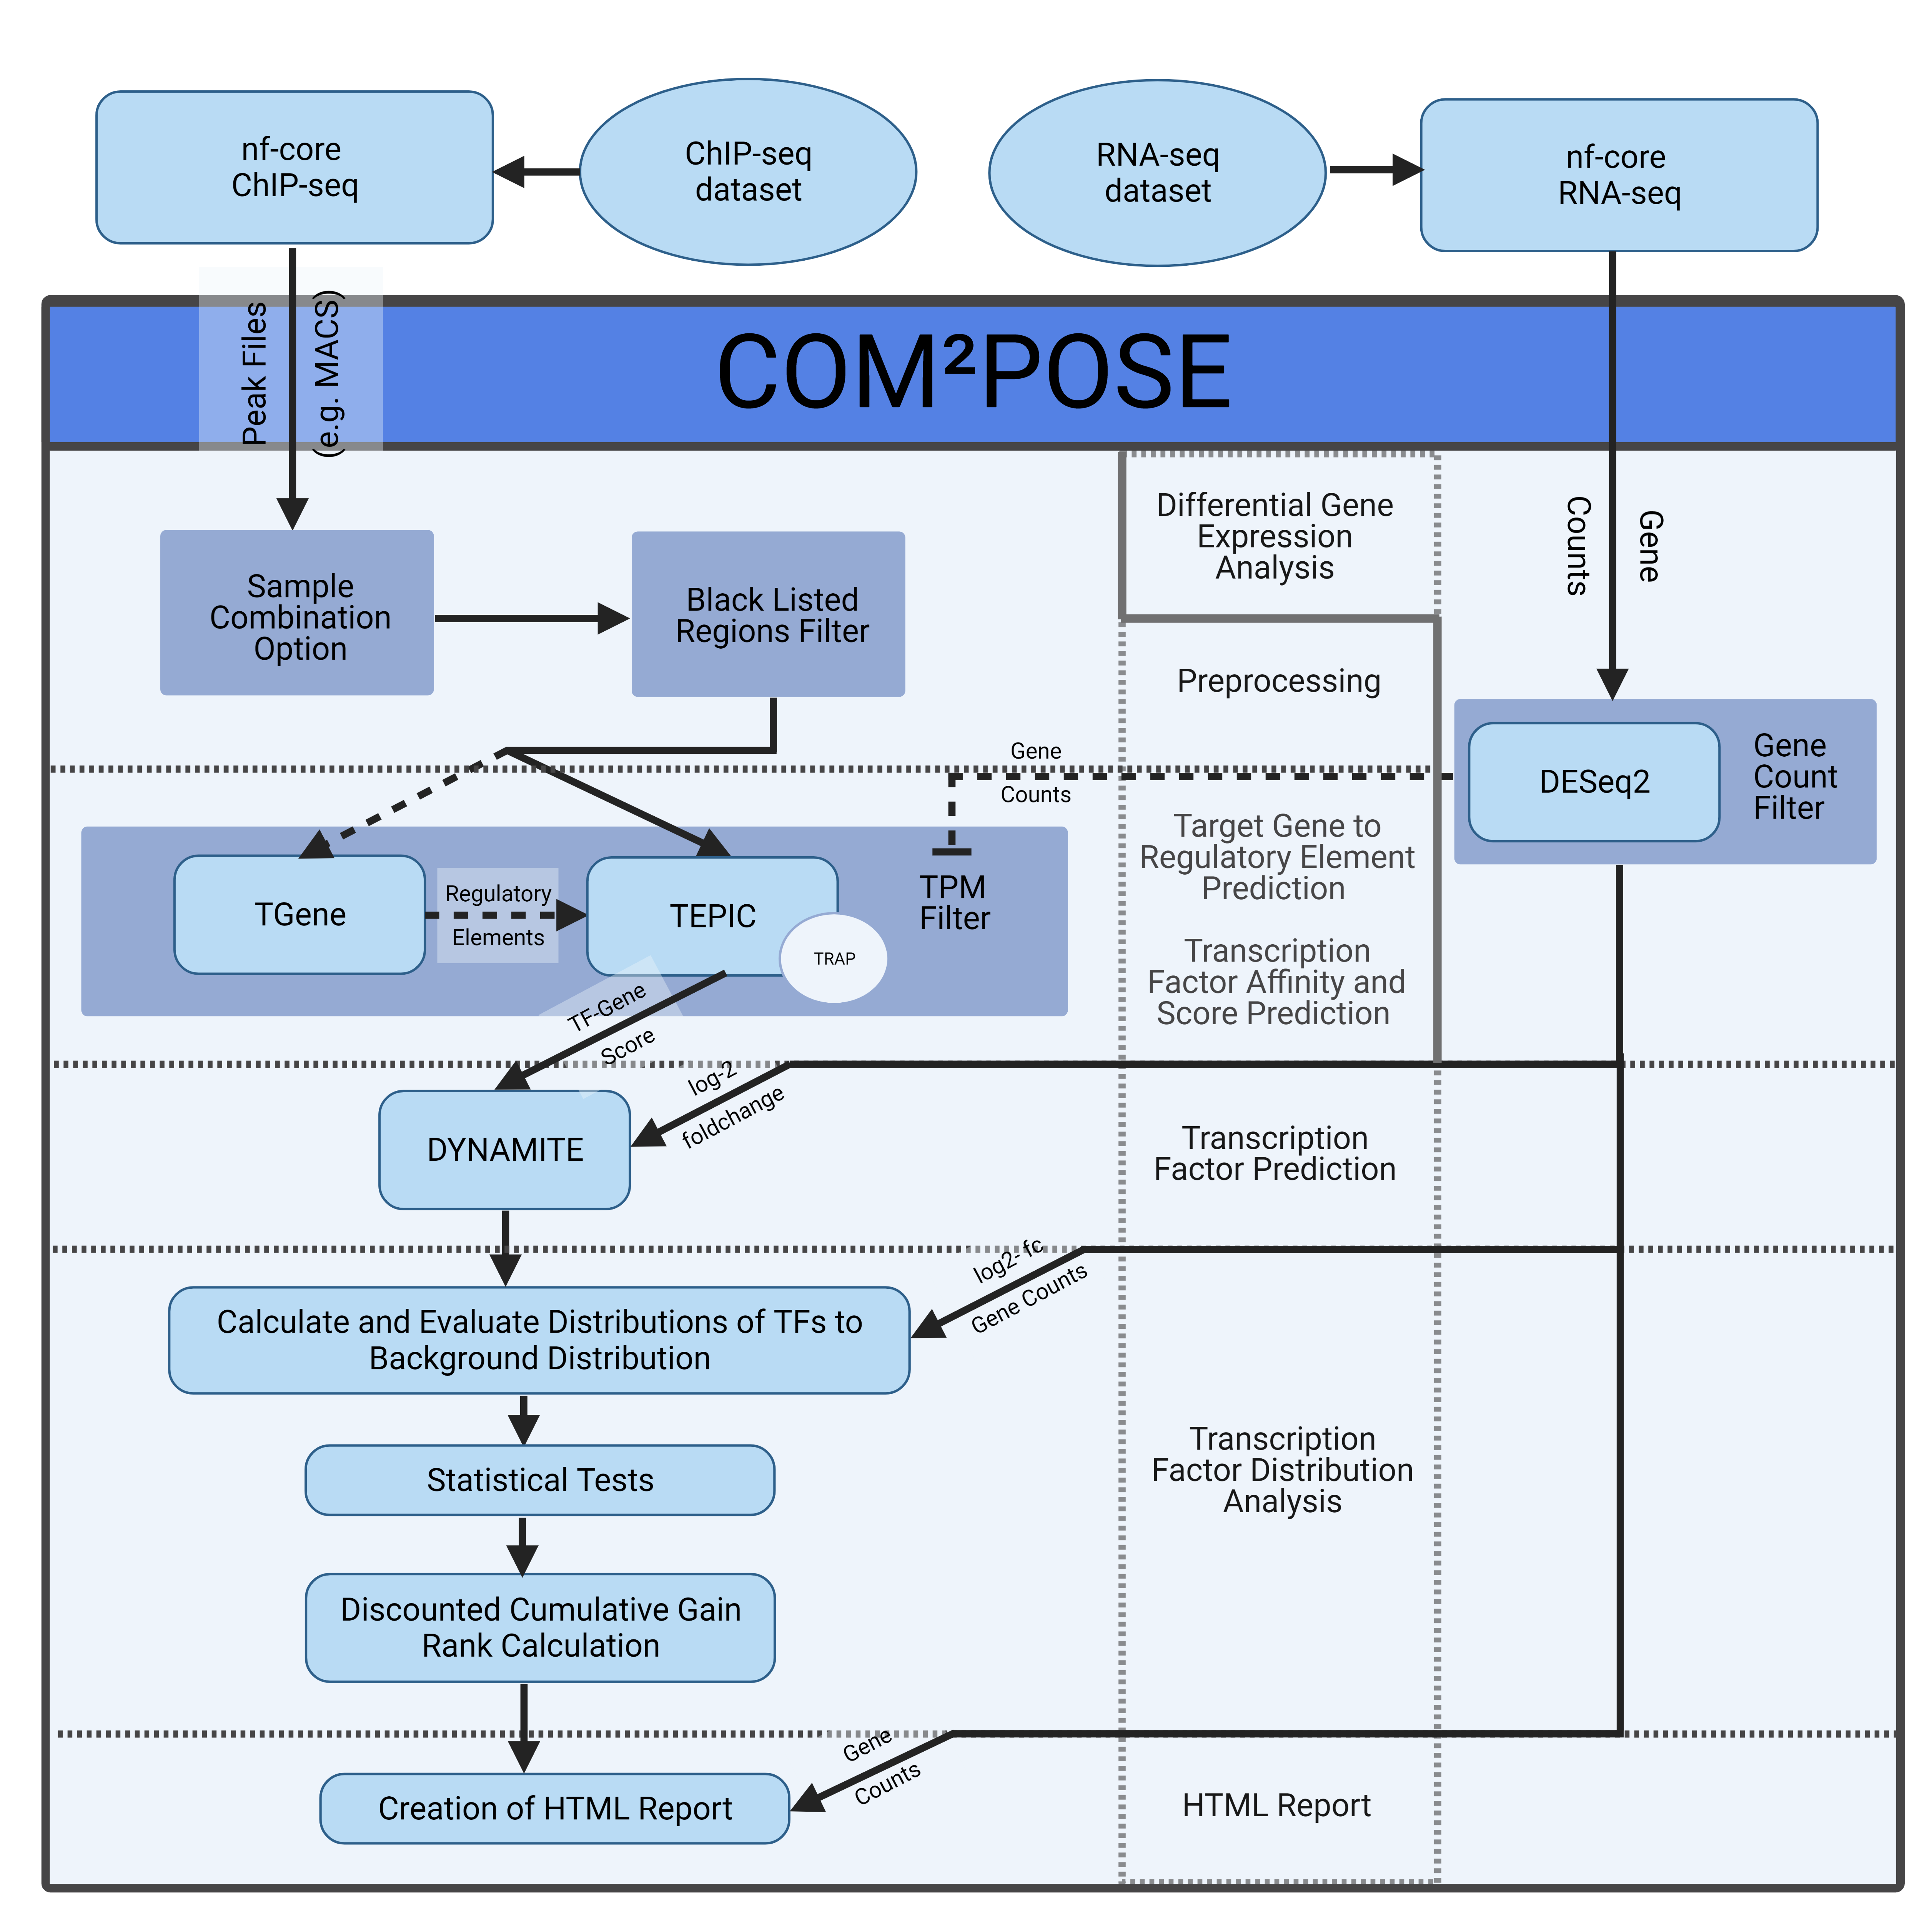 nf-core
ChIP-seq
ChIP-seq
dataset
RNA-seq
dataset
nf-core
RNA-seq
Peak Files
(e.g. MACS)
COM²POSE
Sample
Combination
Option
Black Listed
Regions Filter
Differential Gene
Expression
Analysis
Gene
Counts
Preprocessing
Gene
Counts
DESeq2
Gene
Count
Filter
TGene
Regulatory
Elements
TEPIC
TRAP
TPM
Filter
Target Gene to
Regulatory Element
Prediction
Transcription
Factor Affinity and
Score Prediction
TF-Gene
Score
log-2
foldchange
DYNAMITE
Transcription
Factor Prediction
log2- fc
Gene Counts
Calculate and Evaluate Distributions of TFs to
Background Distribution
Statistical Tests
Transcription
Factor Distribution
Analysis
Discounted Cumulative Gain
Rank Calculation
Gene
Counts
Creation of HTML Report
HTML Report